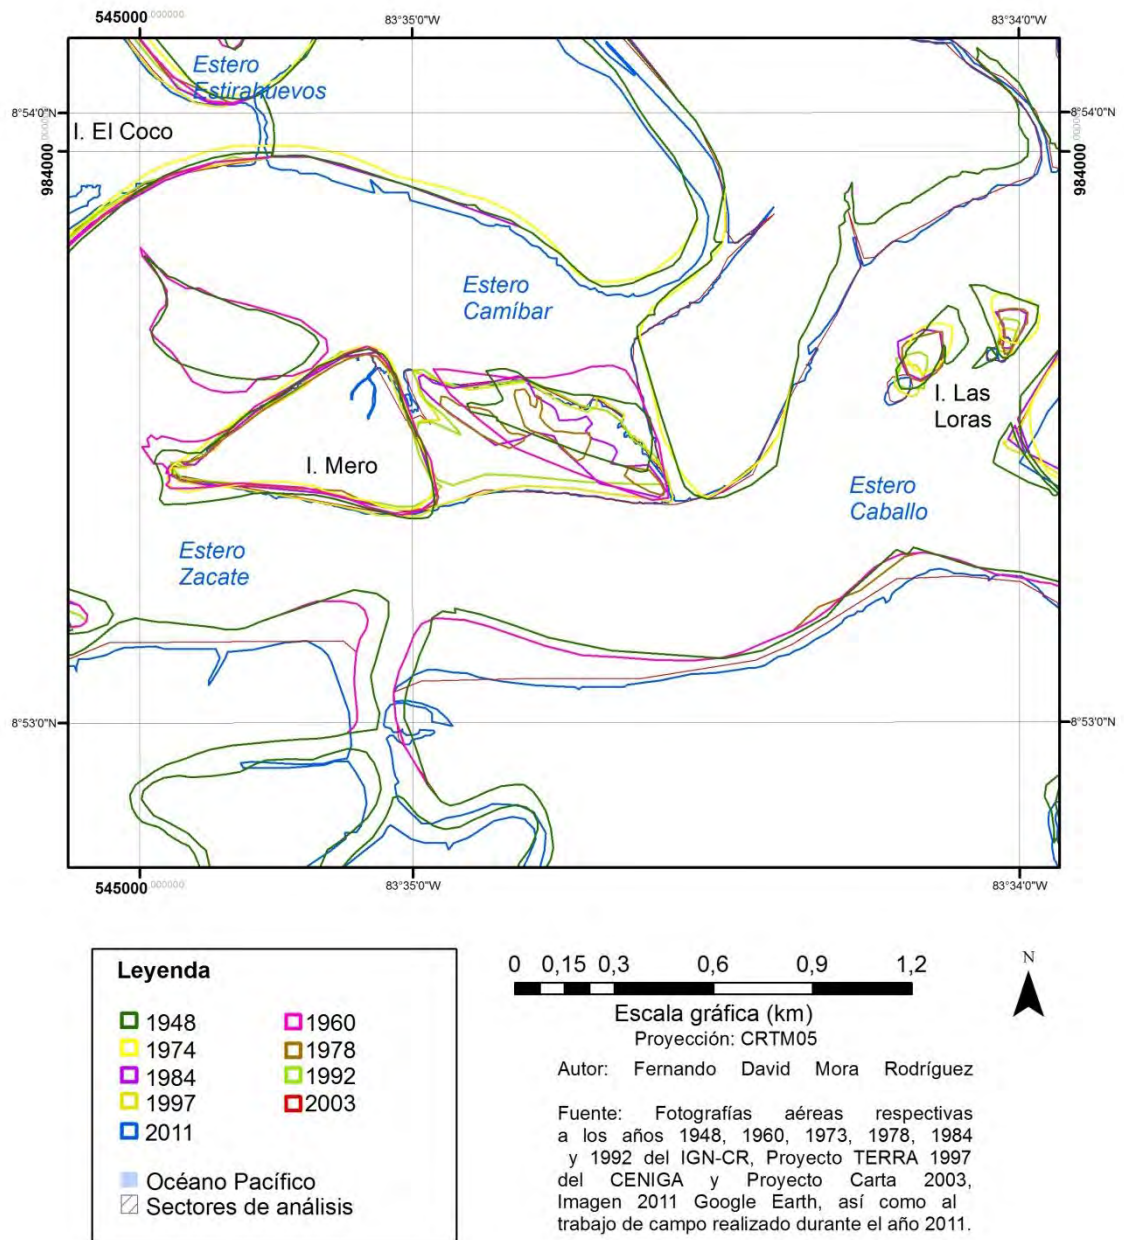 545000
83°35'0"W
83°34'0"W
Estero
Estirahuevos
8°54'0"N
8°54'0"N
I. El Coco
984000
984000
Estero
Camíbar
I. Las
Loras
I. Mero
Estero
Caballo
Estero
Zacate
8°53'0"N
8°53'0"N
545000
83°35'0"W
83°34'0"W
Leyenda
1948
1960
1974
1978
1984
1992
1997
2003
2011
Océano Pacífico
Sectores de análisis
0 0,15 0,3 0,6 0,9 1,2
Escala gráfica (km)
Proyección: CRTM05
N
Autor: Fernando David Mora Rodríguez
Fuente: Fotografías aéreas respectivas
a los años 1948, 1960, 1973, 1978, 1984
y 1992 del IGN-CR, Proyecto TERRA 1997
del CENIGA y Proyecto Carta 2003,
Imagen 2011 Google Earth, así como al
trabajo de campo realizado durante el año 2011.